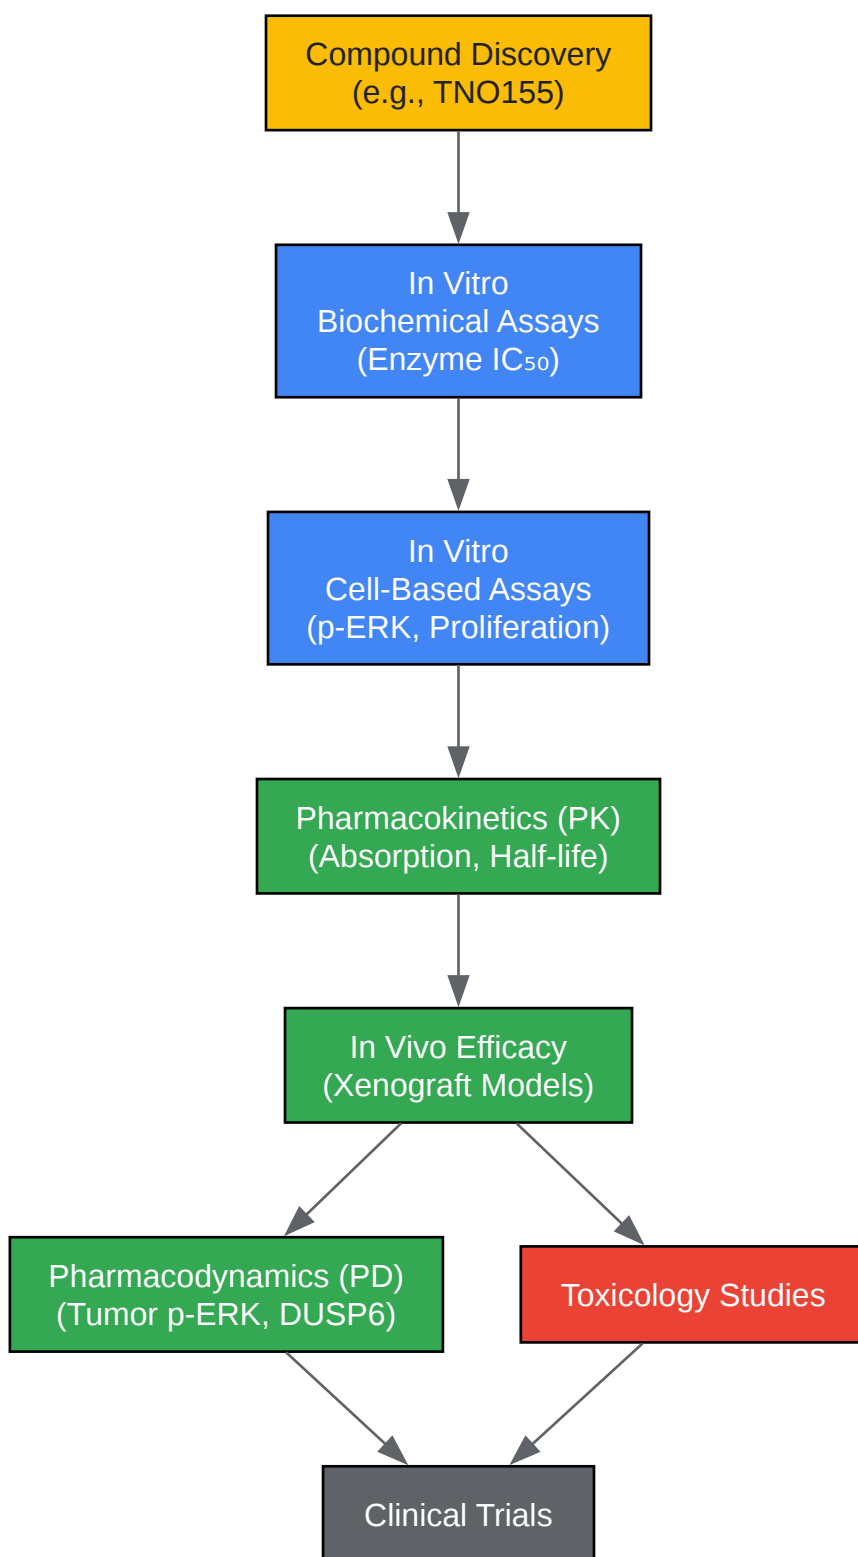 Compound Discovery
(e.g., TNO155)
In Vitro
Biochemical Assays
(Enzyme IC₅₀)
In Vitro
Cell-Based Assays
(p-ERK, Proliferation)
Pharmacokinetics (PK)
(Absorption, Half-life)
In Vivo Efficacy
(Xenograft Models)
Pharmacodynamics (PD)
(Tumor p-ERK, DUSP6)
Toxicology Studies
Clinical Trials